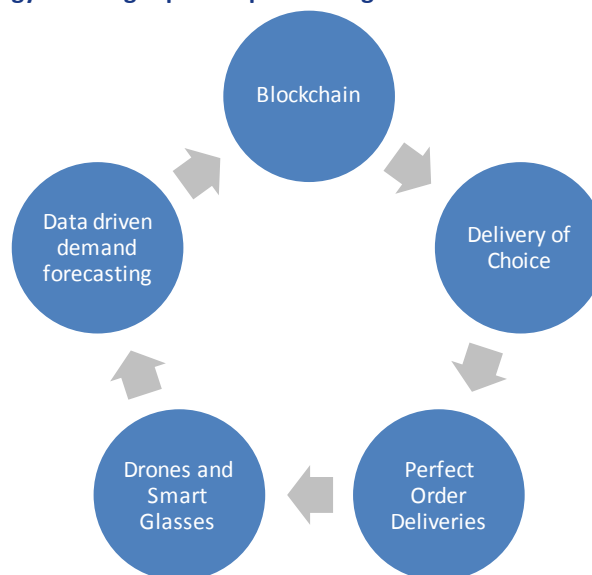 Blockchain
Delivery of
Choice
Perfect
Order
Deliveries
Drones and
Smart
Glasses
Data driven
demand
forecasting